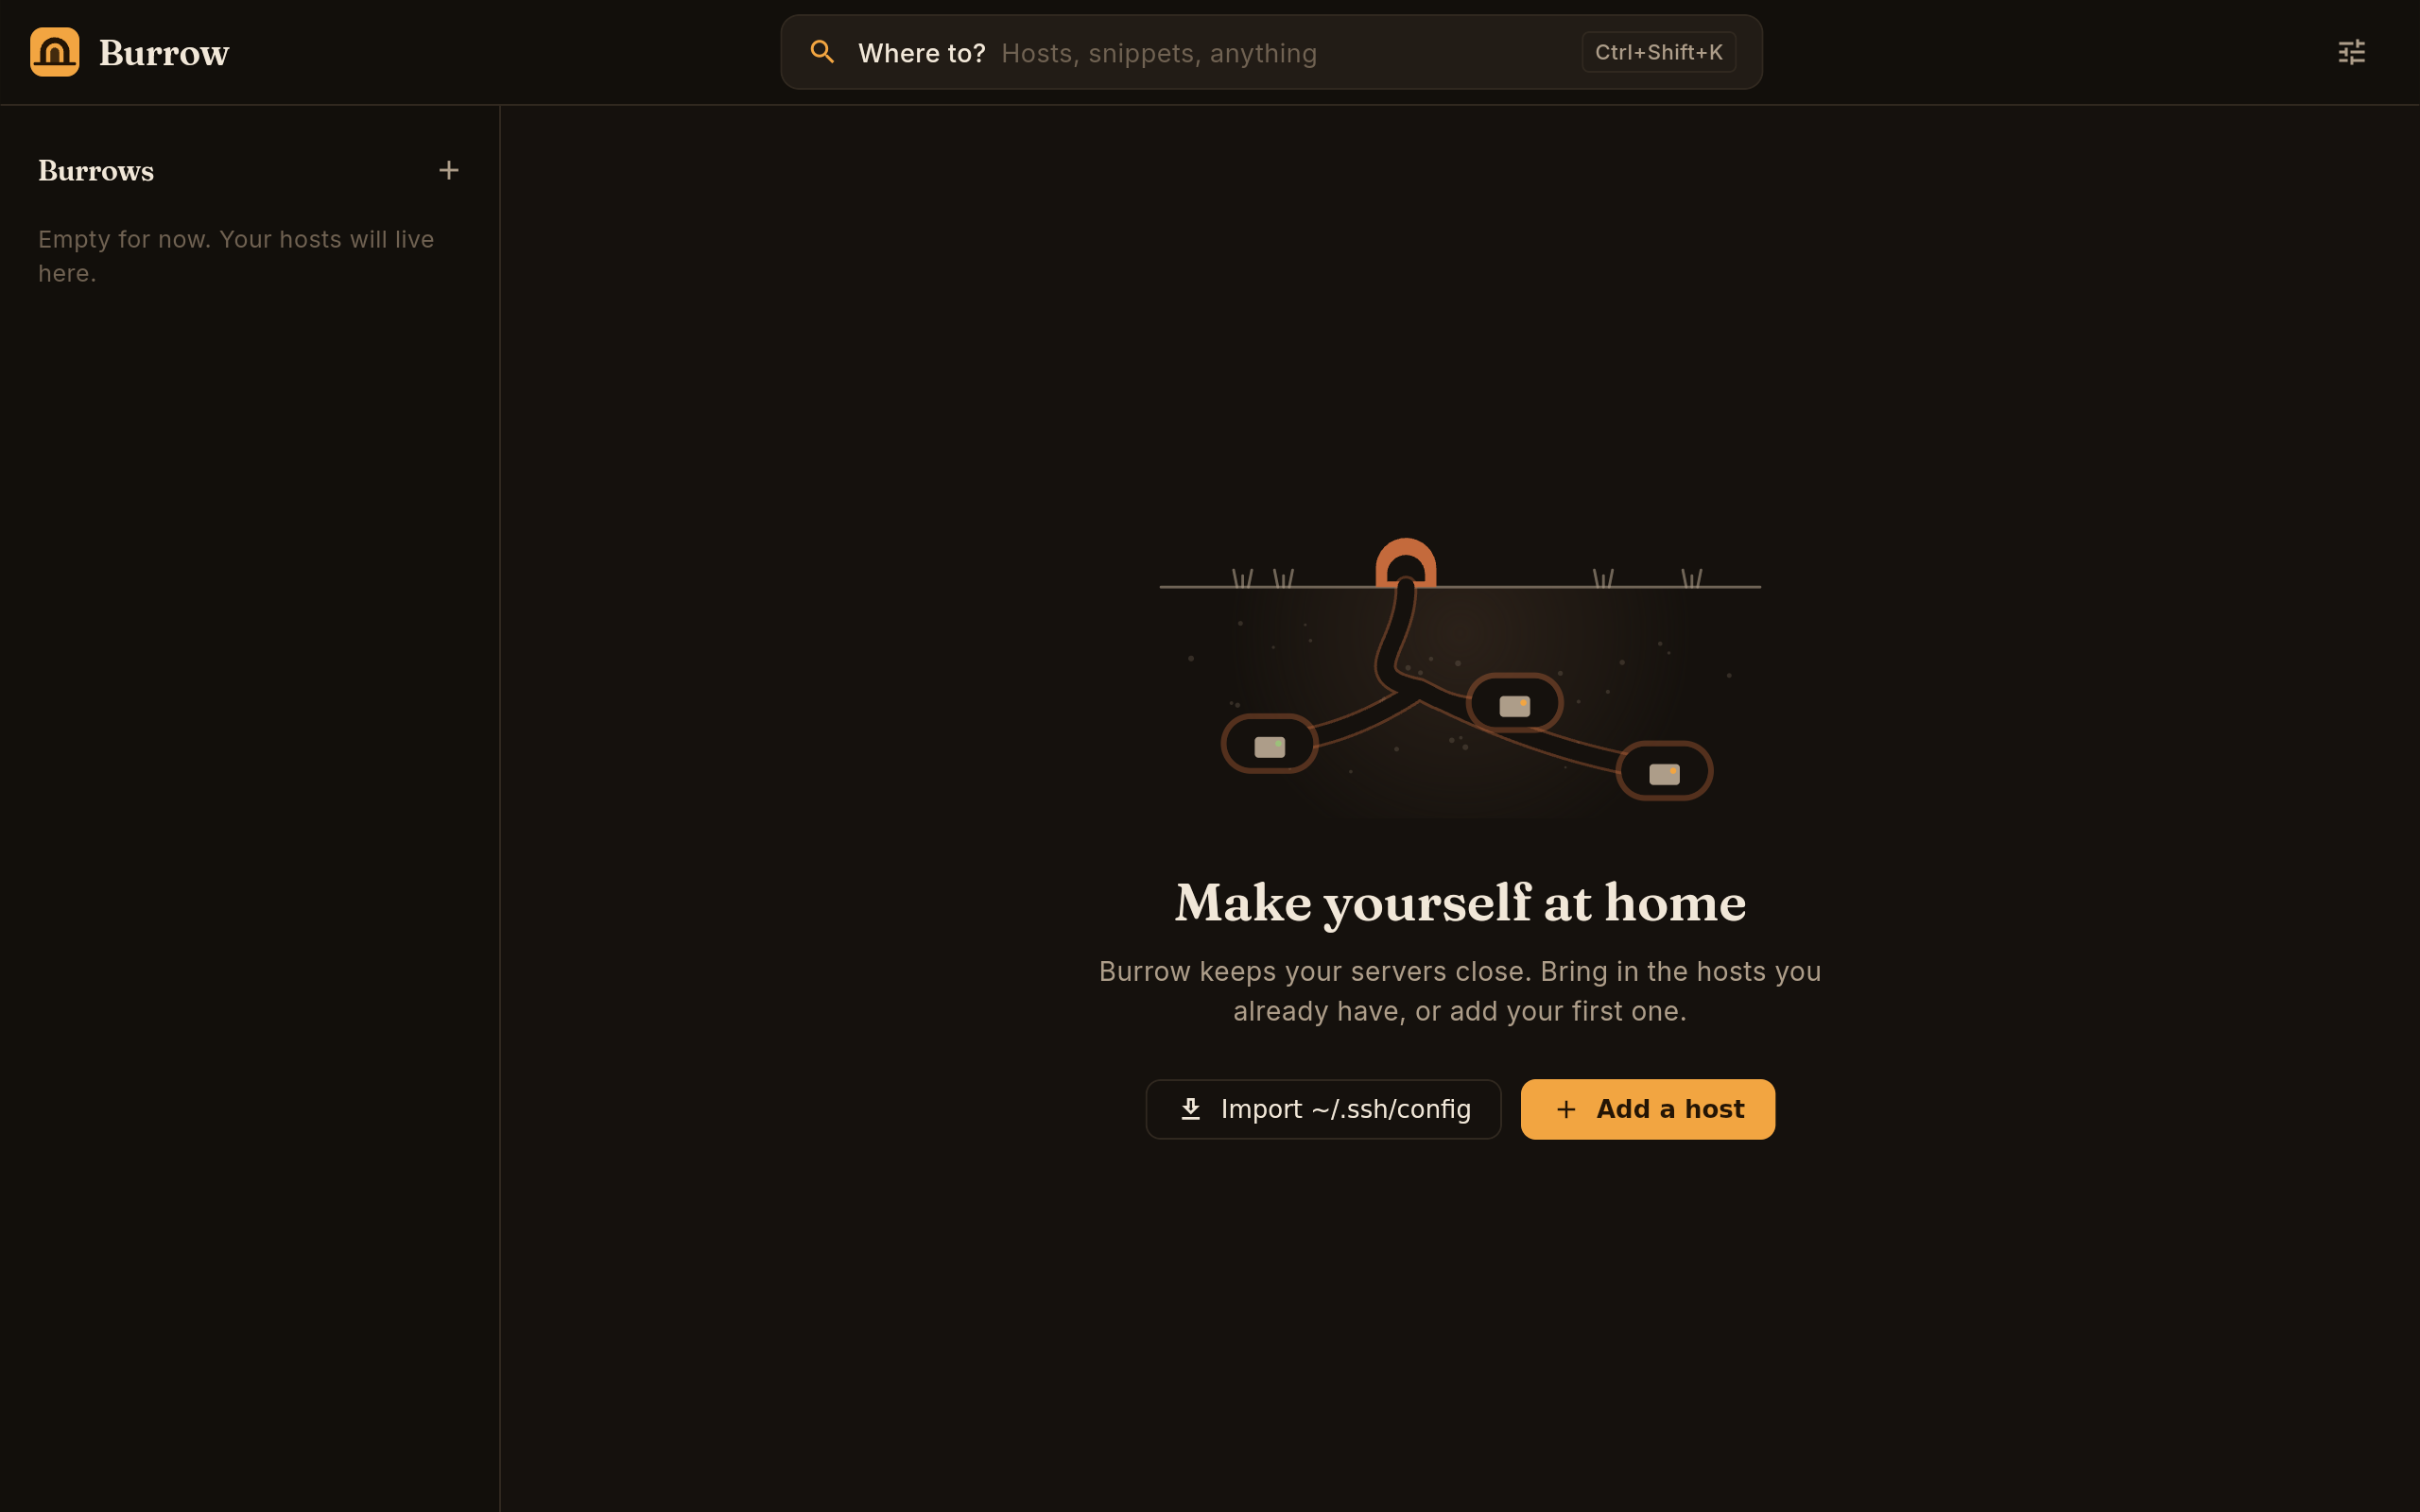 Burrow
Where to? Hosts, snippets, anything
Ctrl+Shift+K
Burrows
Empty for now. Your hosts will live
here.
Make yourself at home
Burrow keeps your servers close. Bring in the hosts you
already have, or add your first one.
Import ~/.ssh/config
Add a host